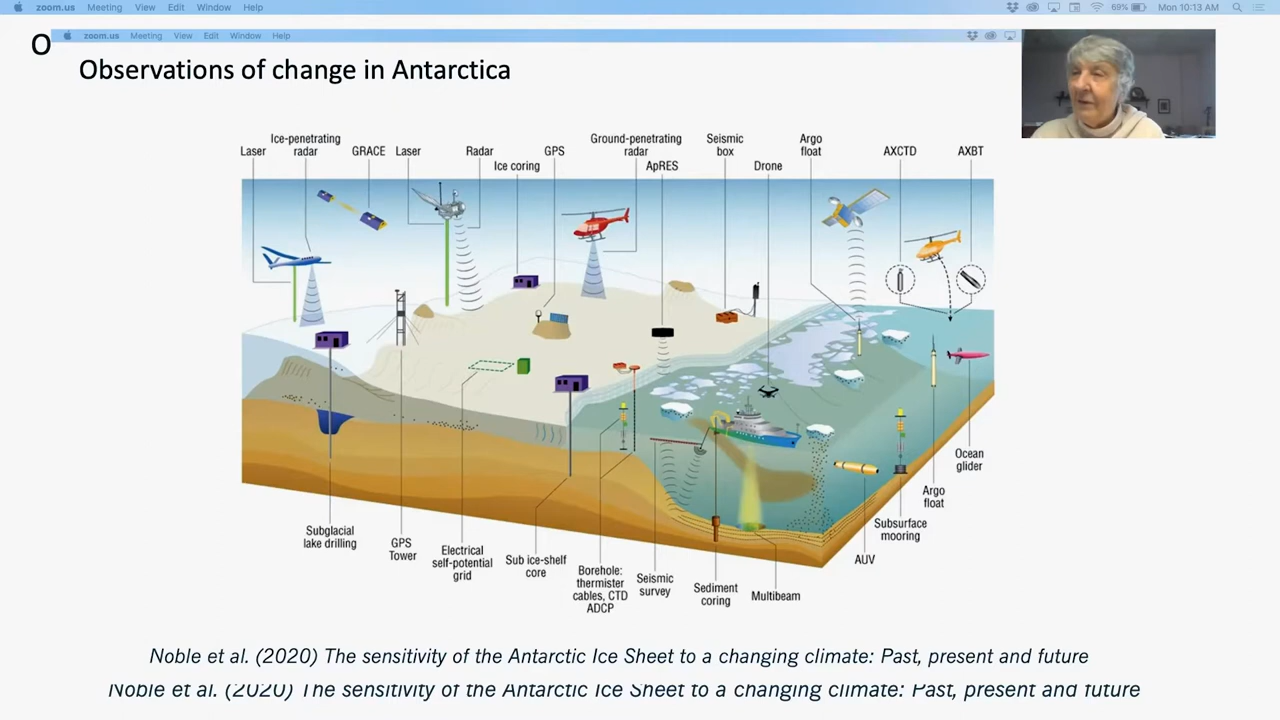 zoom.us Meeting View Edit Window Help 69% Mon 10:13 AM
O zoom.us Meeting View Edit Window Help
Observations of change in Antarctica
Ice-penetrating
radar
Laser
GRACE
Laser
Radar
Ice coring
GPS
Ground-penetrating
radar
ApRES
Seismic
box
Drone
Argo
float
AXCTD
AXBT
Ocean
glider
Argo
float
Subsurface
mooring
AUV
Subglacial
lake drilling
GPS
Tower
Electrical
self-potential
grid
Sub ice-shelf
core
Borehole:
thermister
cables, CTD
ADCP
Seismic
survey
Sediment
coring
Multibeam
Noble et al. (2020) The sensitivity of the Antarctic Ice Sheet to a changing climate: Past, present and future
Noble et al. (2020) The sensitivity of the Antarctic Ice Sheet to a changing climate: Past, present and future